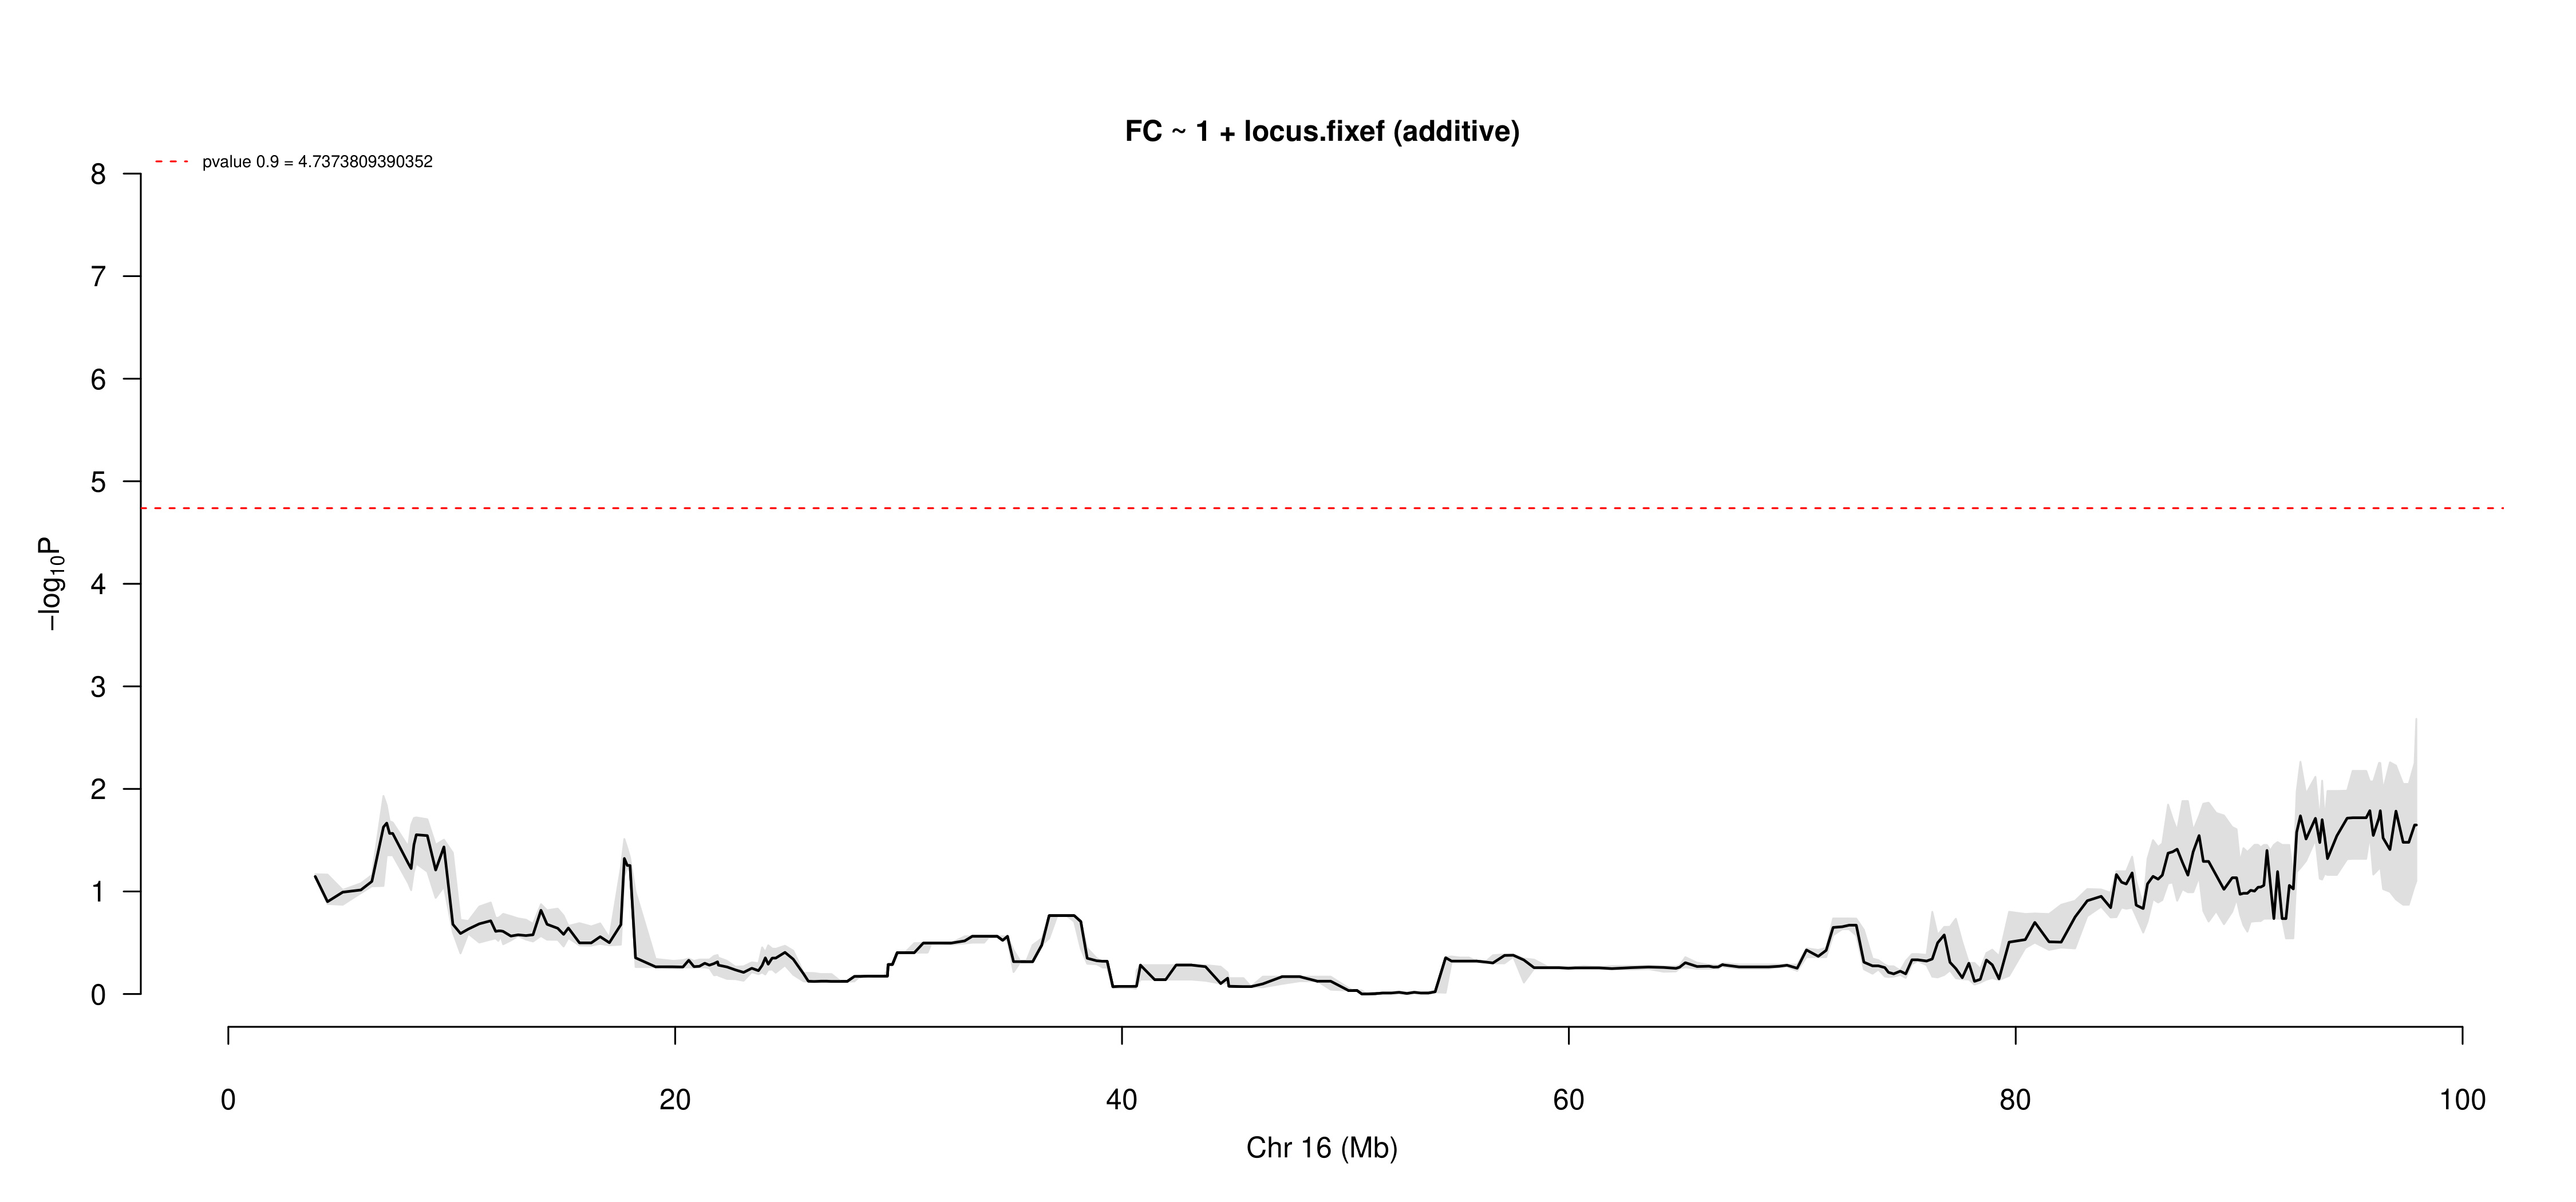 FC ~ 1 + locus.fixef (additive)
pvalue 0.9 = 4.7373809390352
8
7
6
5
4
3
2
1
0
−log10P
0 20 40 60 80 100
Chr 16 (Mb)